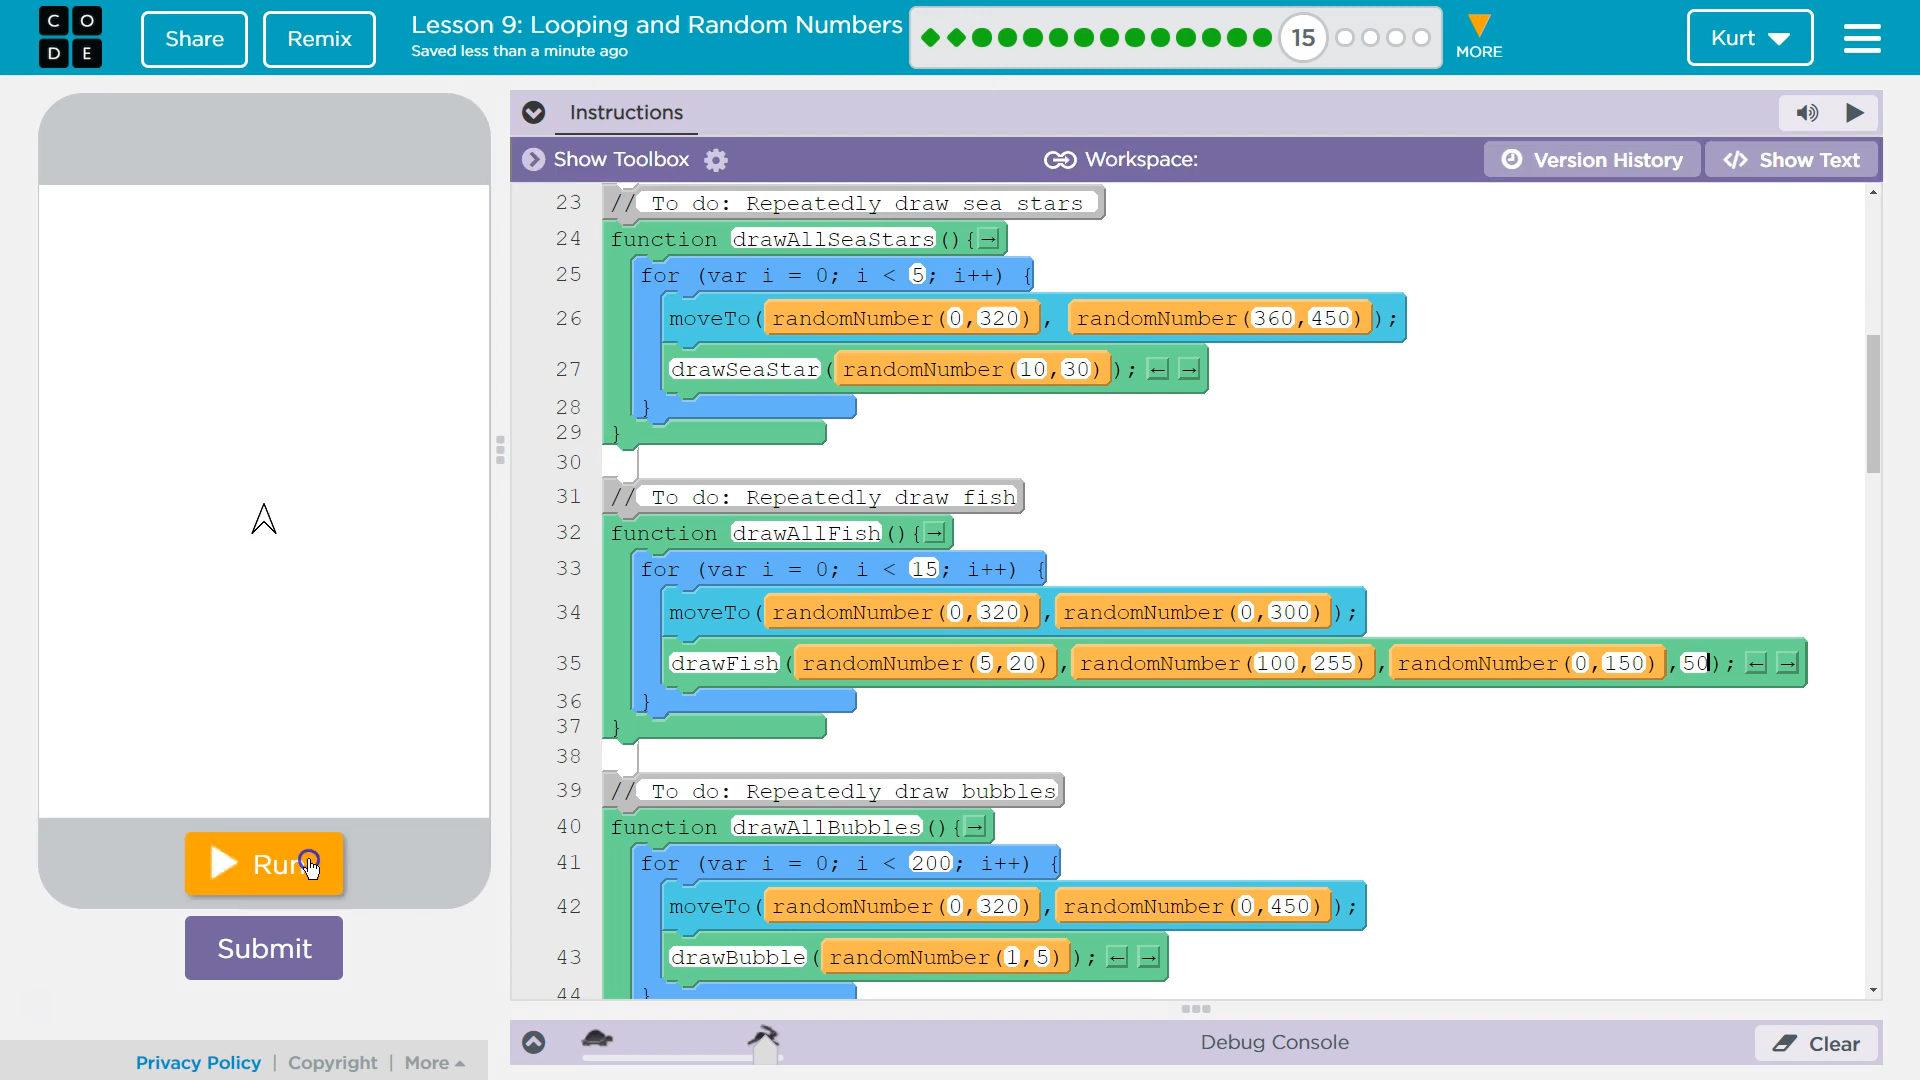 CODE
Share
Remix
Lesson 9: Looping and Random Numbers
Saved less than a minute ago
15
MORE
Kurt
Instructions
Show Toolbox
Workspace:
Version History
</> Show Text
23 // To do: Repeatedly draw sea stars
24 function drawAllSeaStars(){→
25 for (var i = 0; i < 5; i++) {
26 moveTo(randomNumber(0,320), randomNumber(360,450));
27 drawSeaStar(randomNumber(10,30)); ← →
28 }
29 }
30
31 // To do: Repeatedly draw fish
32 function drawAllFish(){→
33 for (var i = 0; i < 15; i++) {
34 moveTo(randomNumber(0,320),randomNumber(0,300));
35 drawFish(randomNumber(5,20),randomNumber(100,255),randomNumber(0,150),50); ← →
36 }
37 }
38
39 // To do: Repeatedly draw bubbles
40 function drawAllBubbles(){→
41 for (var i = 0; i < 200; i++) {
42 moveTo(randomNumber(0,320),randomNumber(0,450));
43 drawBubble(randomNumber(1,5)); ← →
44 }
Run
Submit
Debug Console
Clear
Privacy Policy | Copyright | More